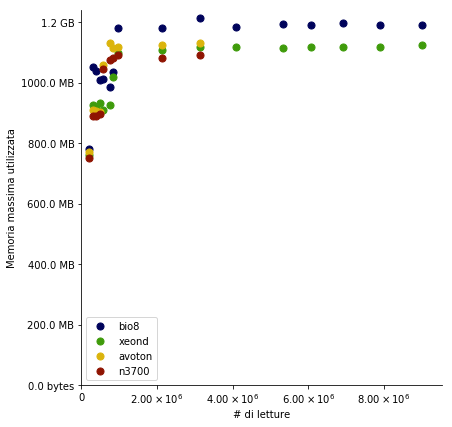 1.2 GB
1000.0 MB
800.0 MB
600.0 MB
400.0 MB
200.0 MB
0.0 bytes
Memoria massima utilizzata
bio8
xeond
avoton
n3700
0
2.00 × 10⁶
4.00 × 10⁶
6.00 × 10⁶
8.00 × 10⁶
# di letture